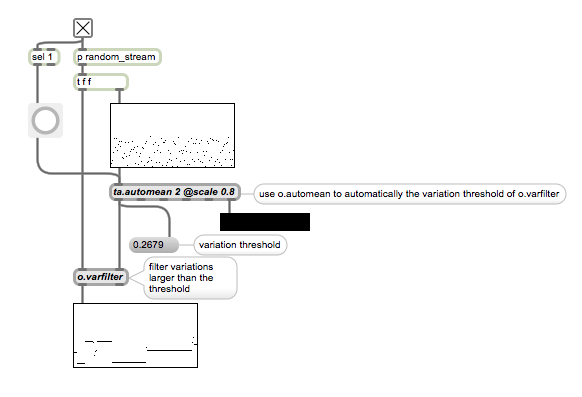 sel 1
p random_stream
t f f
ta.automean 2 @scale 0.8
use o.automean to automatically the variation threshold of o.varfilter
0.2679
variation threshold
o.varfilter
filter variations
larger than the
threshold